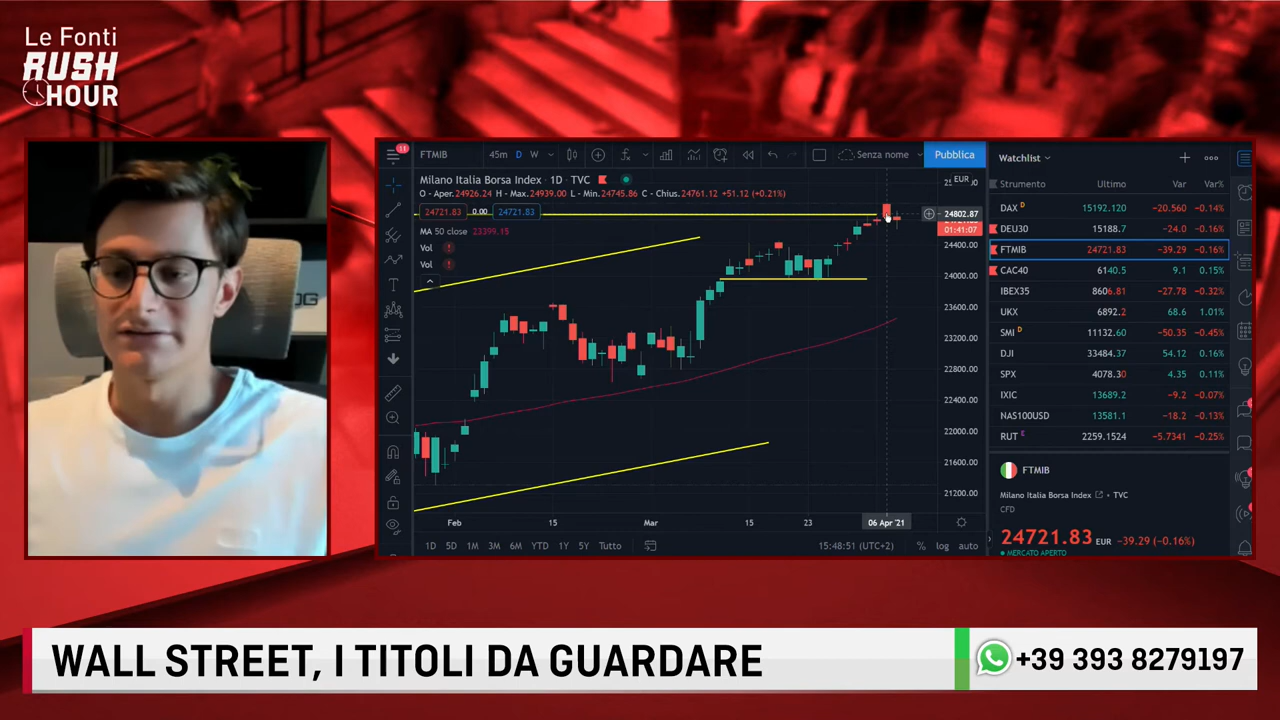 Le Fonti
RUSH
HOUR
11
FTMIB
45m D W
Senza nome
Pubblica
Milano Italia Borsa Index · 1D · TVC
O - Aper.24926.24 H - Max.24939.00 L - Min.24745.86 C - Chius.24761.12 +51.12 (+0.21%)
24721.83 0.00 24721.83
MA 50 close 23399.15
Vol
Vol
EUR
24802.87
01:41:07
24400.00
24000.00
23600.00
23200.00
22800.00
22400.00
22000.00
21600.00
21200.00
Feb 15 Mar 15 23 06 Apr '21
1D 5D 1M 3M 6M YTD 1Y 5Y Tutto
15:48:51 (UTC+2) % log auto
Watchlist
Strumento Ultimo Var Var%
DAX D 15192.120 -20.560 -0.14%
DEU30 15188.7 -24.0 -0.16%
FTMIB 24721.83 -39.29 -0.16%
CAC40 6140.5 9.1 0.15%
IBEX35 8606.81 -27.78 -0.32%
UKX 6892.2 68.6 1.01%
SMI D 11132.60 -50.35 -0.45%
DJI 33484.37 54.12 0.16%
SPX 4078.30 4.35 0.11%
IXIC 13689.2 -9.2 -0.07%
NAS100USD 13581.1 -18.2 -0.13%
RUT E 2259.1524 -5.7341 -0.25%
FTMIB
Milano Italia Borsa Index · TVC
CFD
24721.83 EUR -39.29 (-0.16%)
MERCATO APERTO
WALL STREET, I TITOLI DA GUARDARE
+39 393 8279197